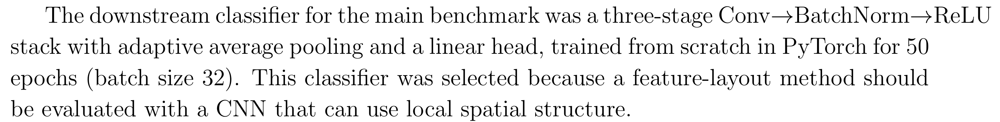 The downstream classifier for the main benchmark was a three-stage Conv→BatchNorm→ReLU
stack with adaptive average pooling and a linear head, trained from scratch in PyTorch for 50
epochs (batch size 32). This classifier was selected because a feature-layout method should
be evaluated with a CNN that can use local spatial structure.